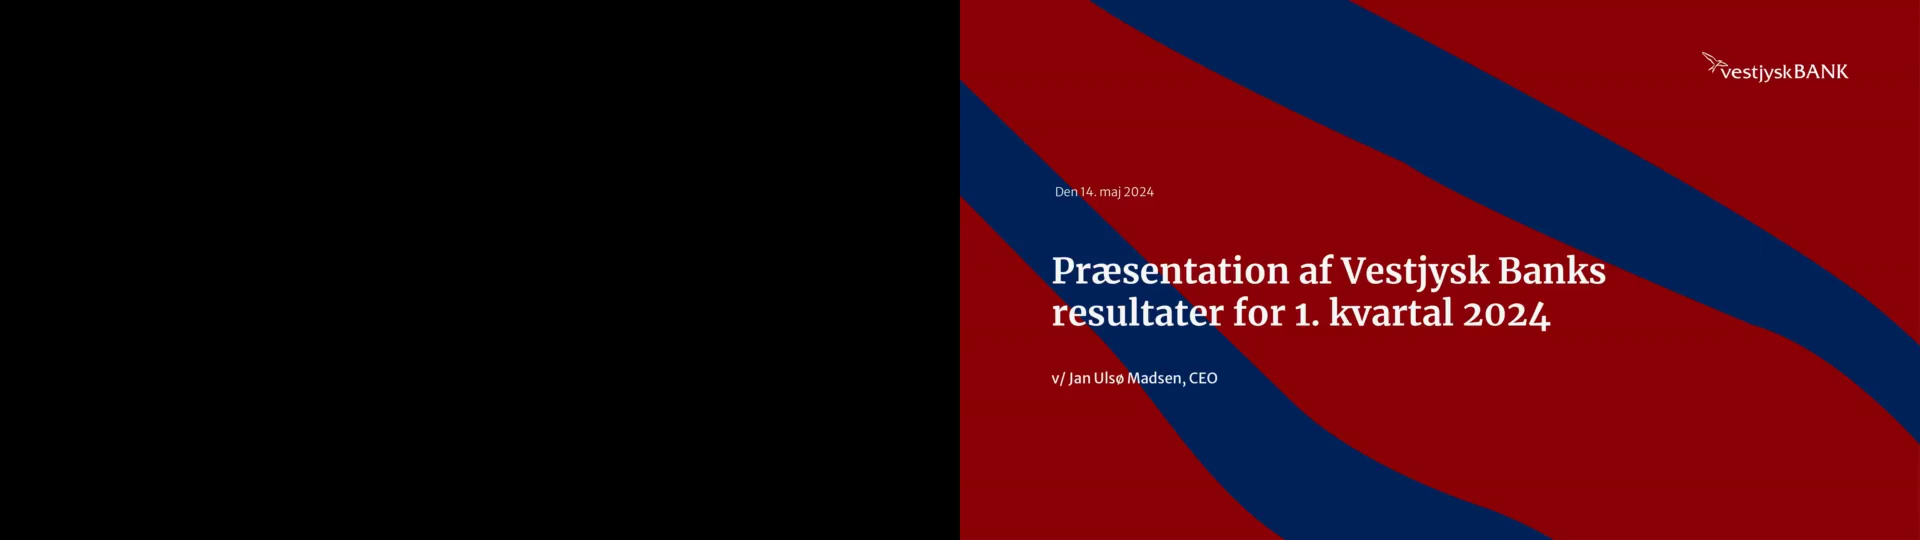 vestjyskBANK
Den 14. maj 2024
Præsentation af Vestjysk Banks
resultater for 1. kvartal 2024
v/ Jan Ulsø Madsen, CEO